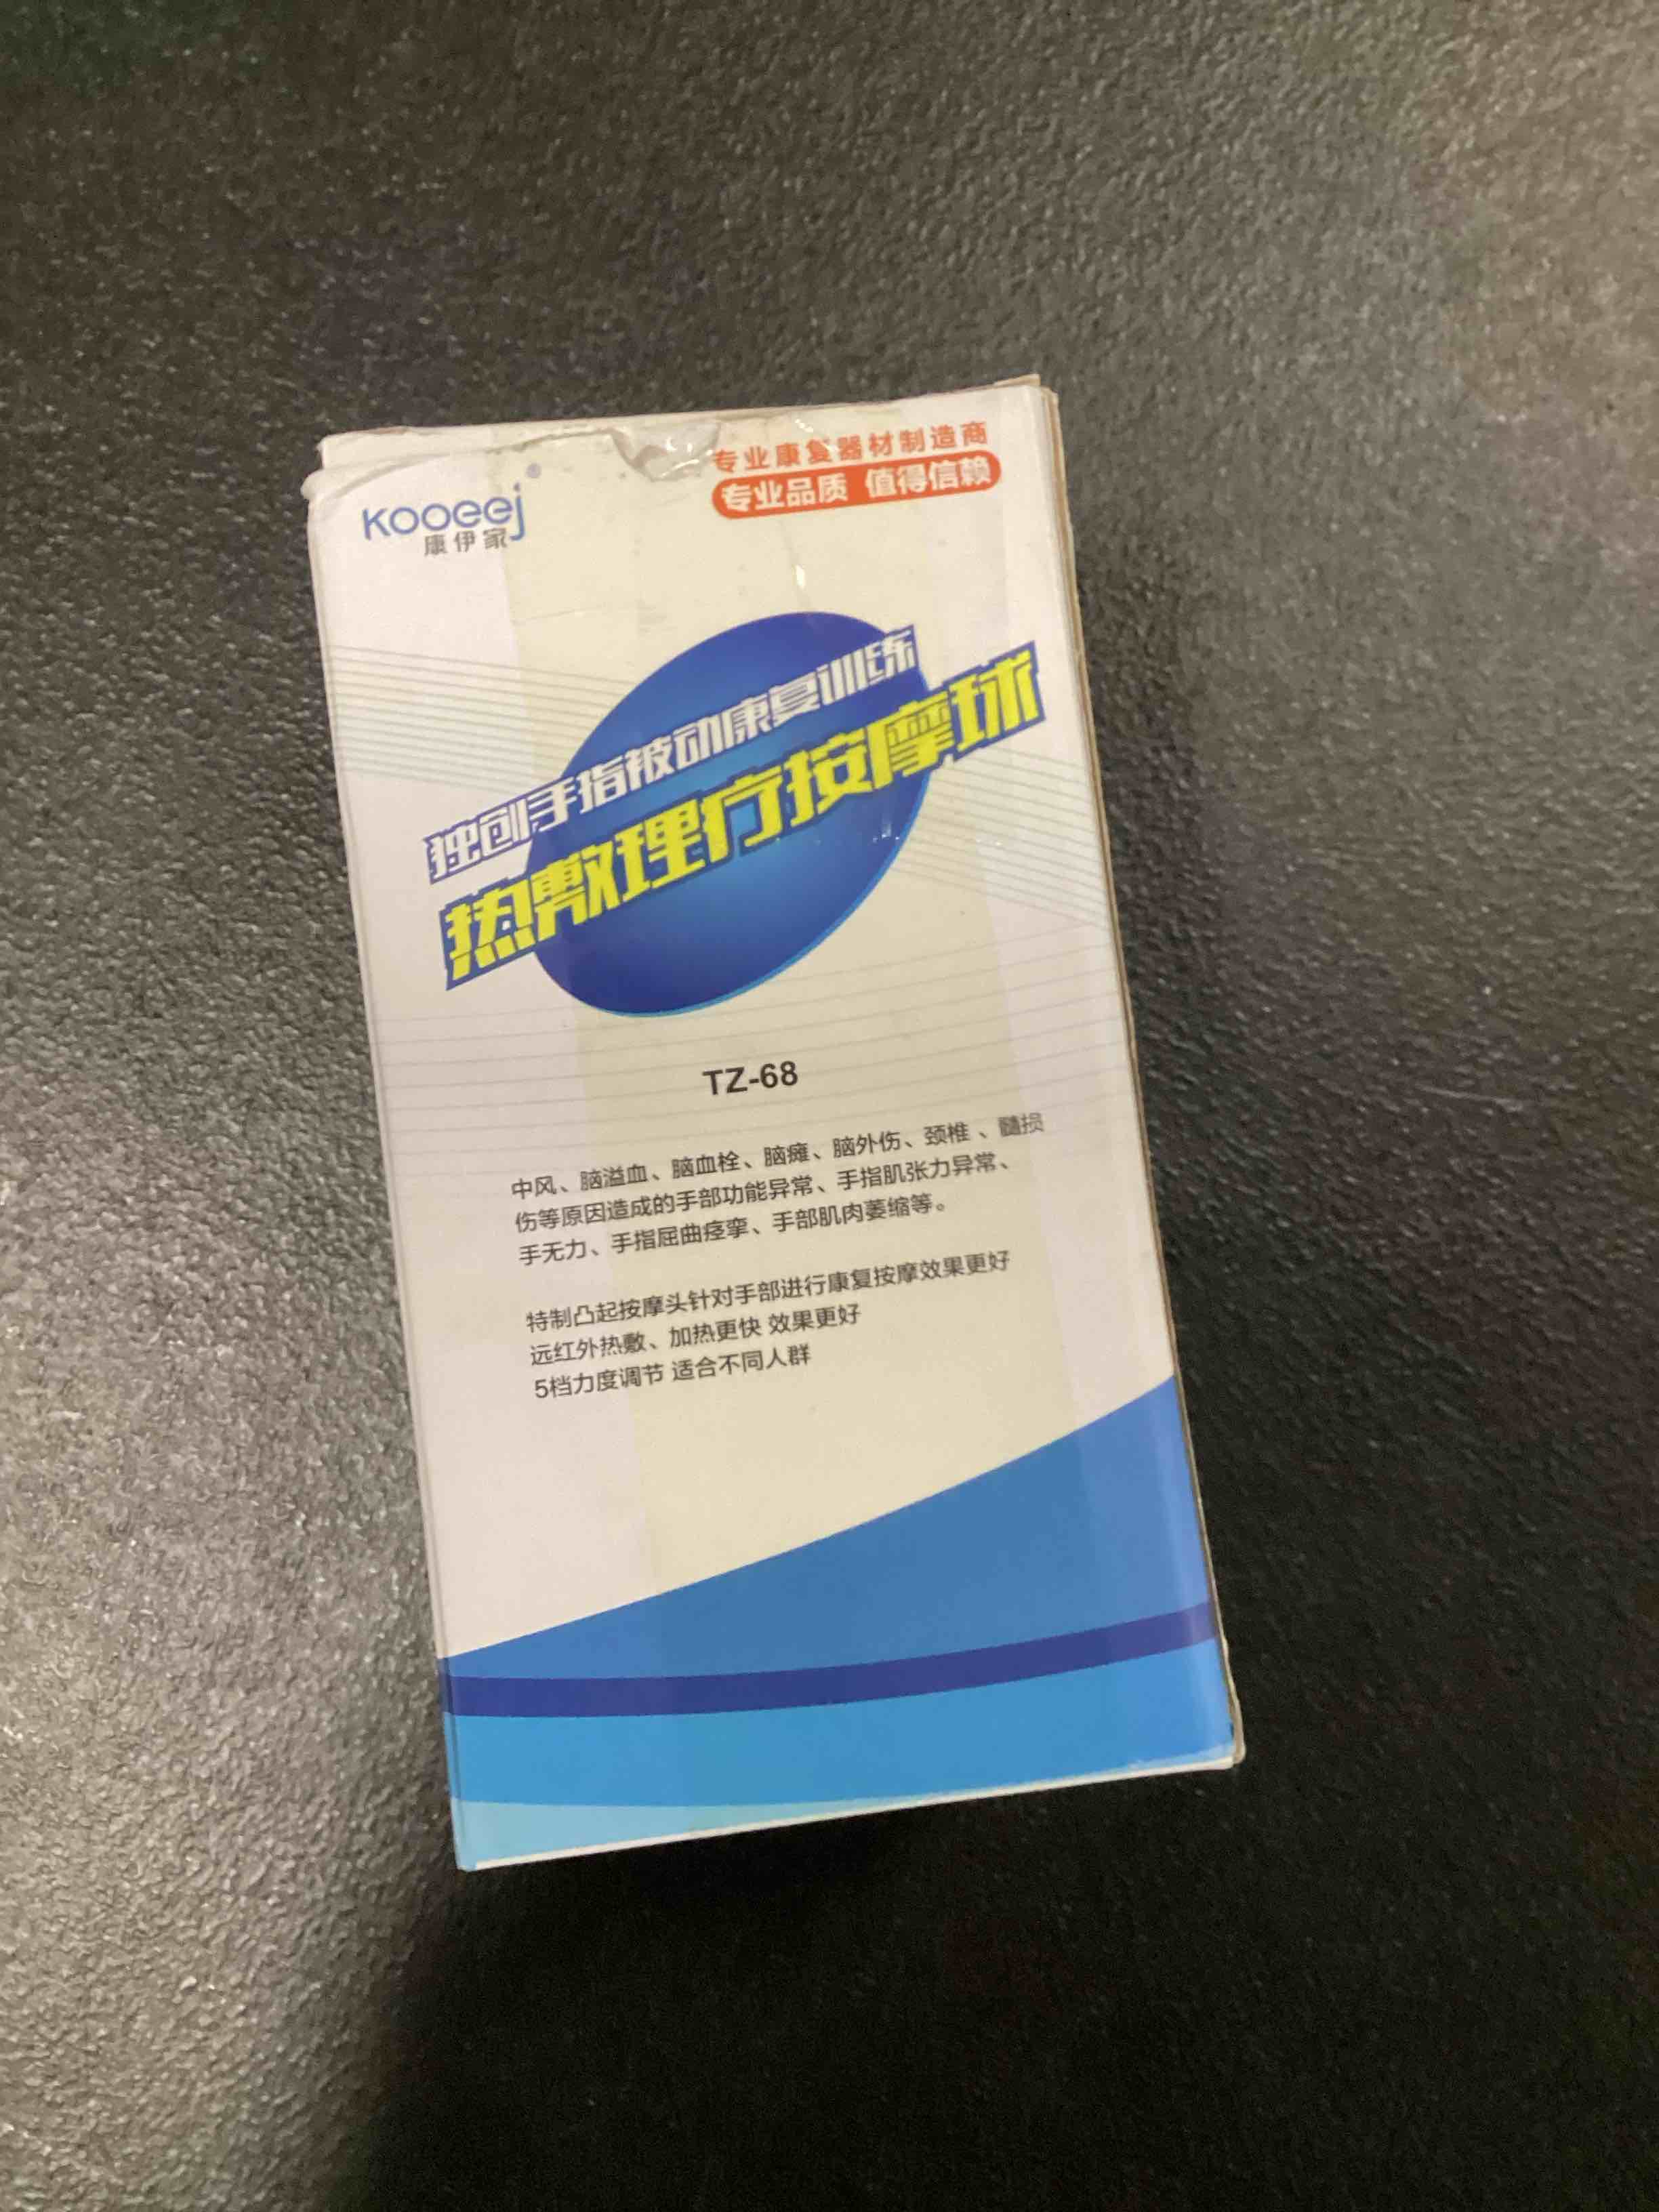 专业康复器材制造商
专业品质 值得信赖
kooeej
康伊家
独创手指被动康复训练
热敷理疗按摩球
TZ-68
中风、脑溢血、脑血栓、脑瘫、脑外伤、颈椎、髓损
伤等原因造成的手部功能异常、手指肌张力异常、
手无力、手指屈曲痉挛、手部肌肉萎缩等。
特制凸起按摩头针对手部进行康复按摩效果更好
远红外热敷、加热更快 效果更好
5档力度调节 适合不同人群